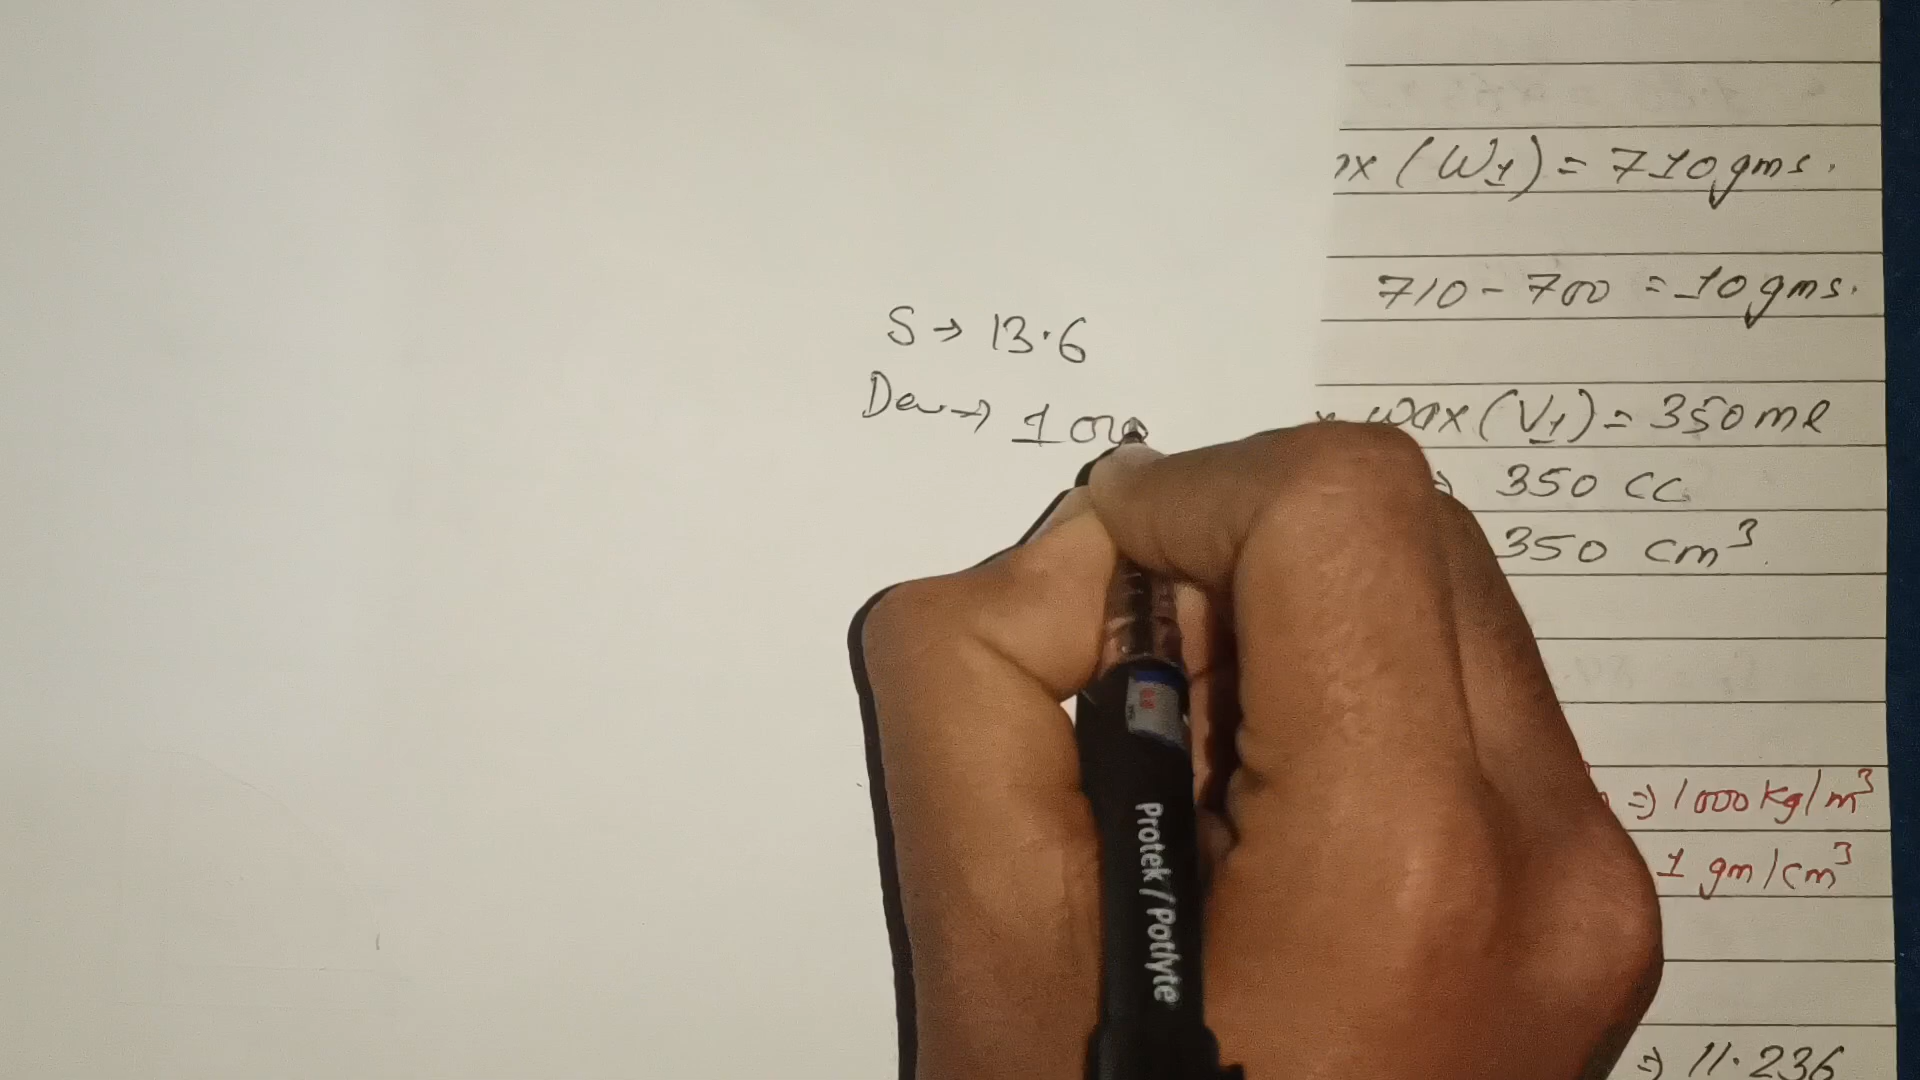 S → 13.6
Den → 100
(W1) = 710 gms.
710 - 700 = 10 gms.
wax (V1) = 350 ml
350 CC
350 cm³.
⇒ 1000 kg/m³
1 gm/cm³
⇒ 11.236
Protek / Potlyte